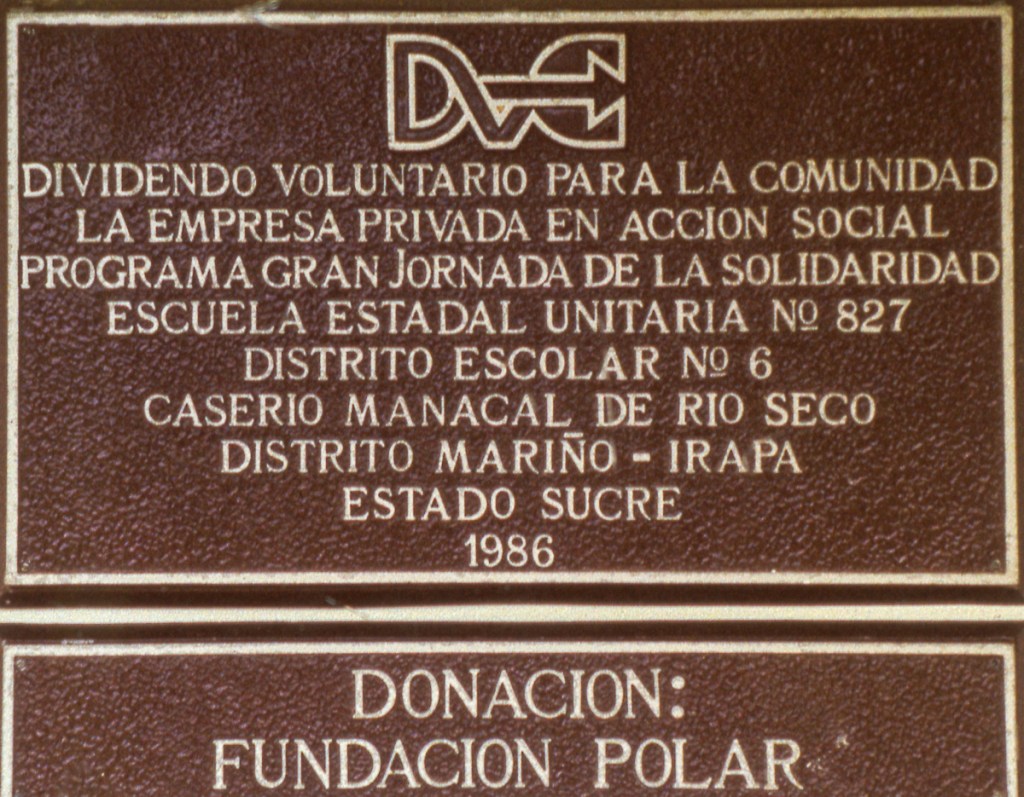 DVC
DIVIDENDO VOLUNTARIO PARA LA COMUNIDAD
LA EMPRESA PRIVADA EN ACCION SOCIAL
PROGRAMA GRAN JORNADA DE LA SOLIDARIDAD
ESCUELA ESTADAL UNITARIA Nº 827
DISTRITO ESCOLAR Nº 6
CASERIO MANACAL DE RIO SECO
DISTRITO MARIÑO - IRAPA
ESTADO SUCRE
1986
DONACION:
FUNDACION POLAR